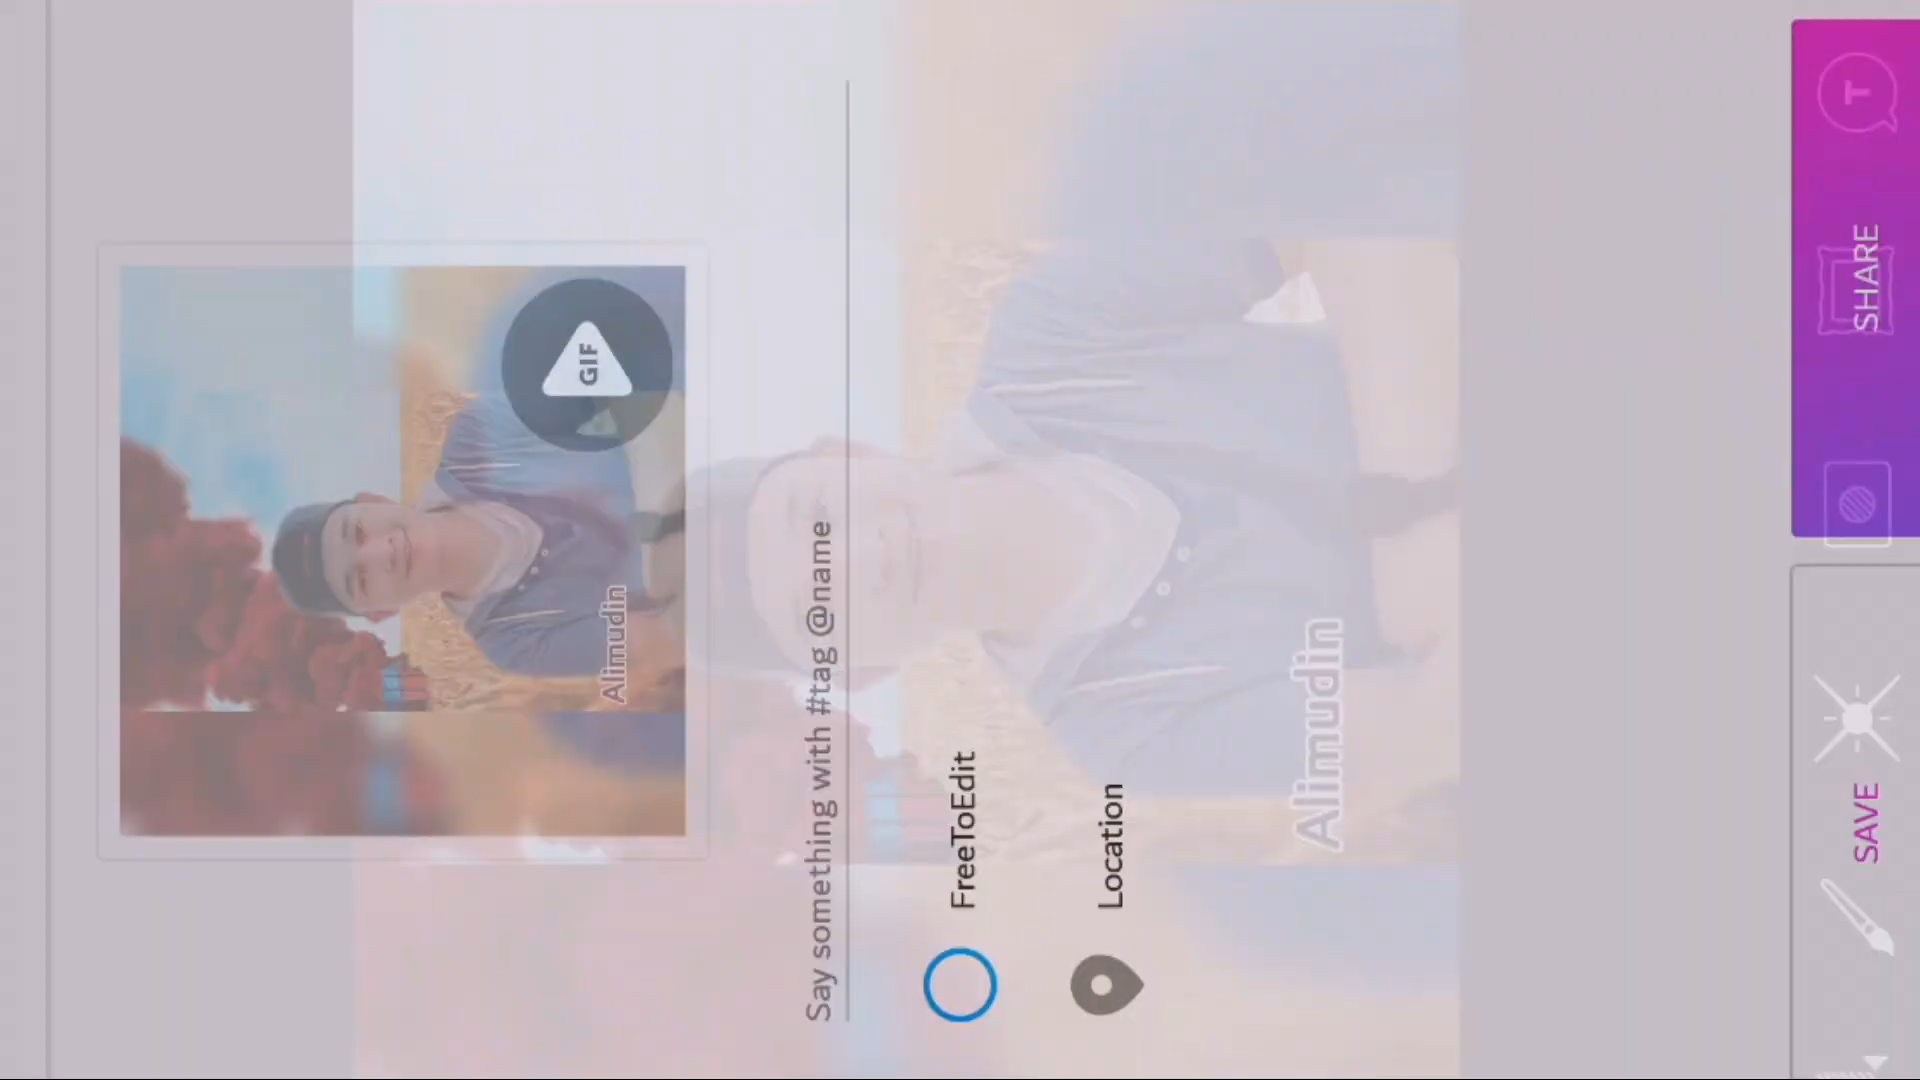 GIF
Alimudin
Say something with #tag @name
FreeToEdit
Location
Alimudin
SAVE
SHARE
T